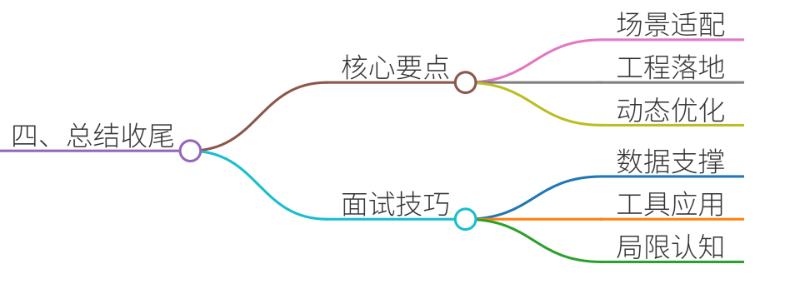 四、总结收尾
核心要点
场景适配
工程落地
动态优化
面试技巧
数据支撑
工具应用
局限认知